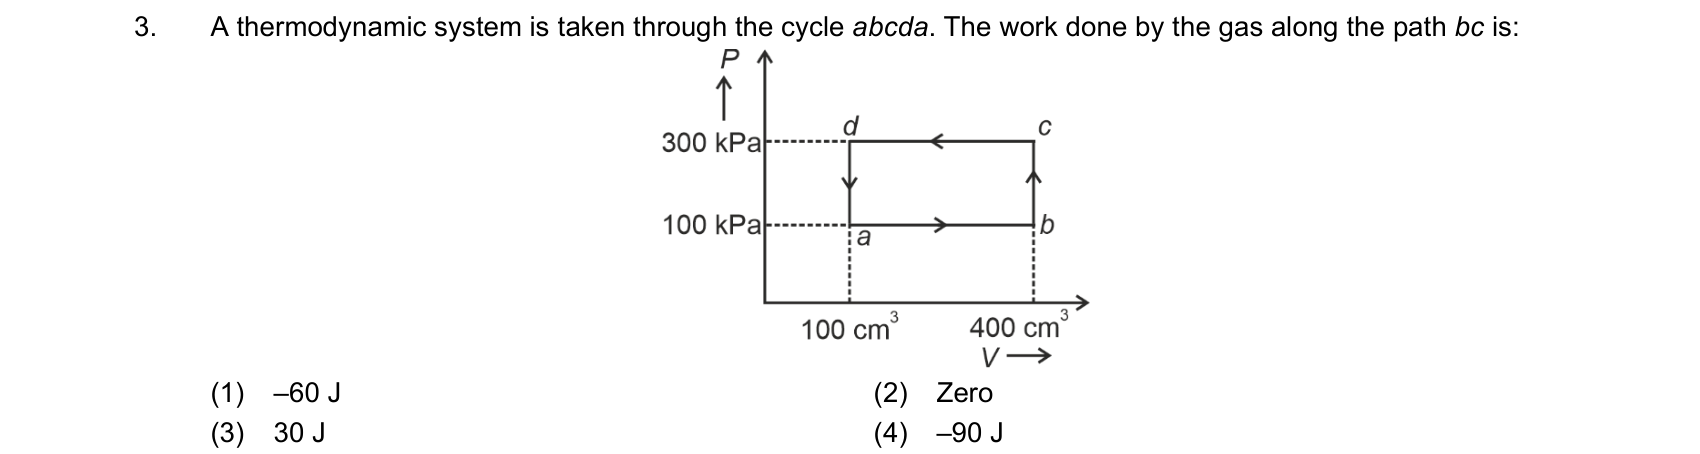 3. A thermodynamic system is taken through the cycle abcda. The work done by the gas along the path bc is:
P
d
c
300 kPa
100 kPa
a
b
100 cm³
400 cm³
V
(1) –60 J
(2) Zero
(3) 30 J
(4) –90 J